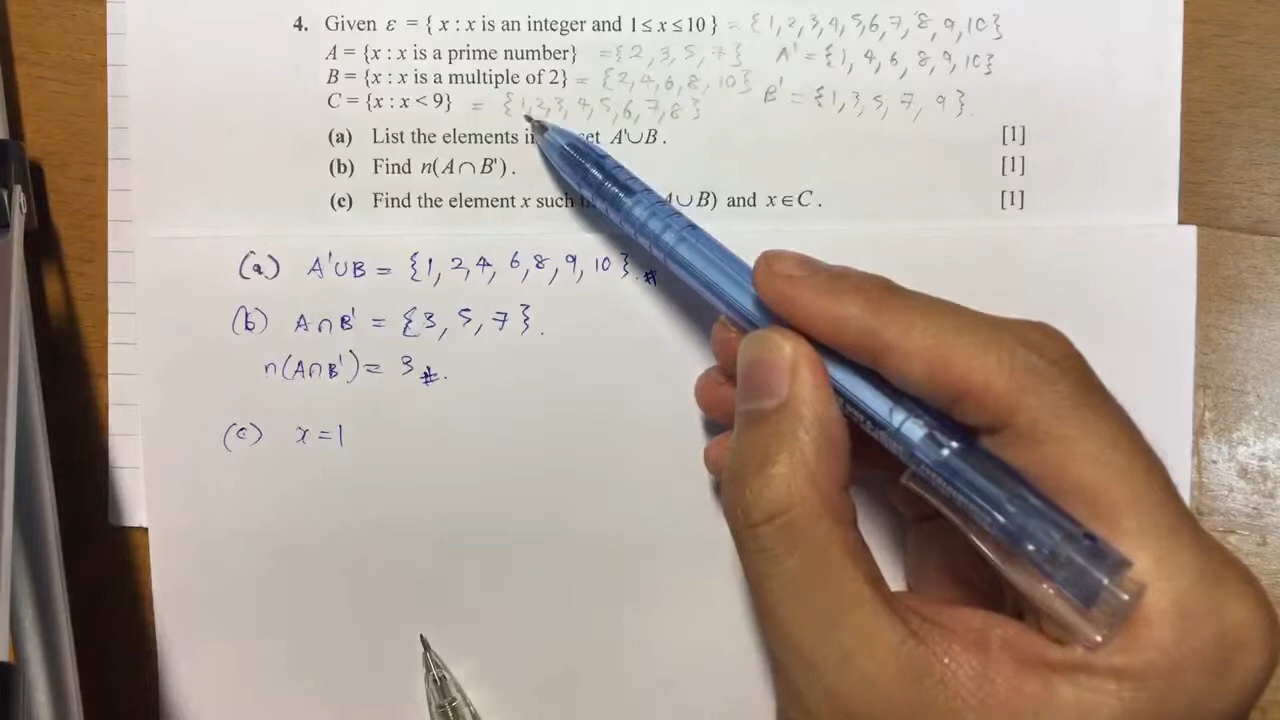 4. Given ε = { x : x is an integer and 1 ≤ x ≤ 10 } = {1, 2, 3, 4, 5, 6, 7, 8, 9, 10}
A = {x : x is a prime number} = {2, 3, 5, 7} A' = {1, 4, 6, 8, 9, 10}
B = {x : x is a multiple of 2} = {2, 4, 6, 8, 10} B' = {1, 3, 5, 7, 9}.
C = {x : x < 9} = {1, 2, 3, 4, 5, 6, 7, 8}
(a) List the elements i et A'∪B. [1]
(b) Find n(A∩B'). [1]
(c) Find the element x such ∪B) and x∈C. [1]
(a) A'∪B = {1, 2, 4, 6, 8, 9, 10}.#
(b) A∩B' = {3, 5, 7}.
n(A∩B') = 3#.
(c) x = 1